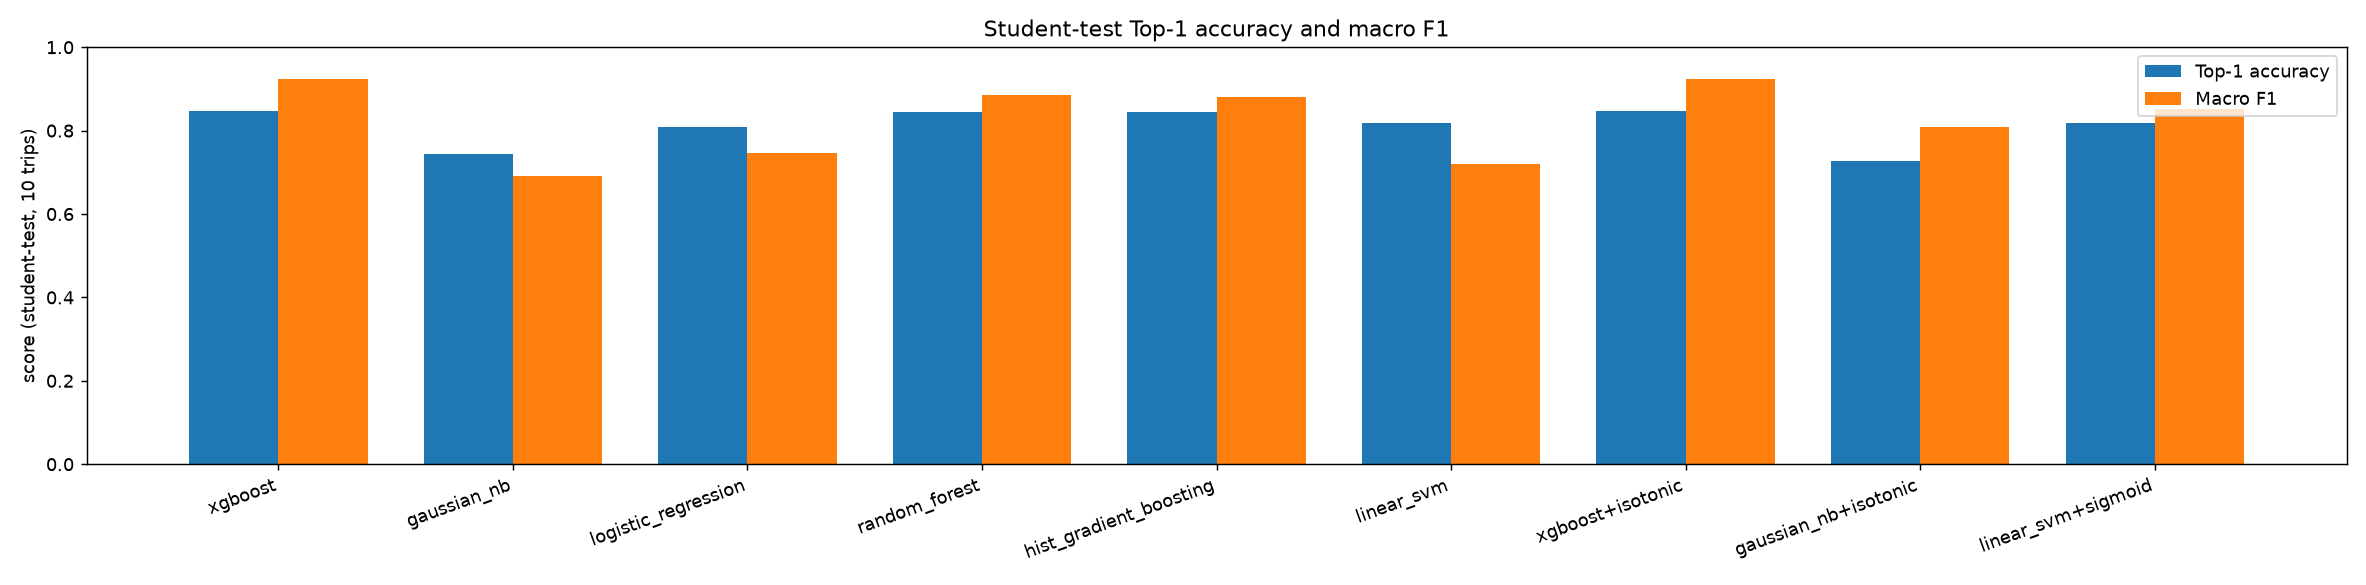 Student-test Top-1 accuracy and macro F1
score (student-test, 10 trips)
1.0
0.8
0.6
0.4
0.2
0.0
Top-1 accuracy
Macro F1
xgboost
gaussian_nb
logistic_regression
random_forest
hist_gradient_boosting
linear_svm
xgboost+isotonic
gaussian_nb+isotonic
linear_svm+sigmoid